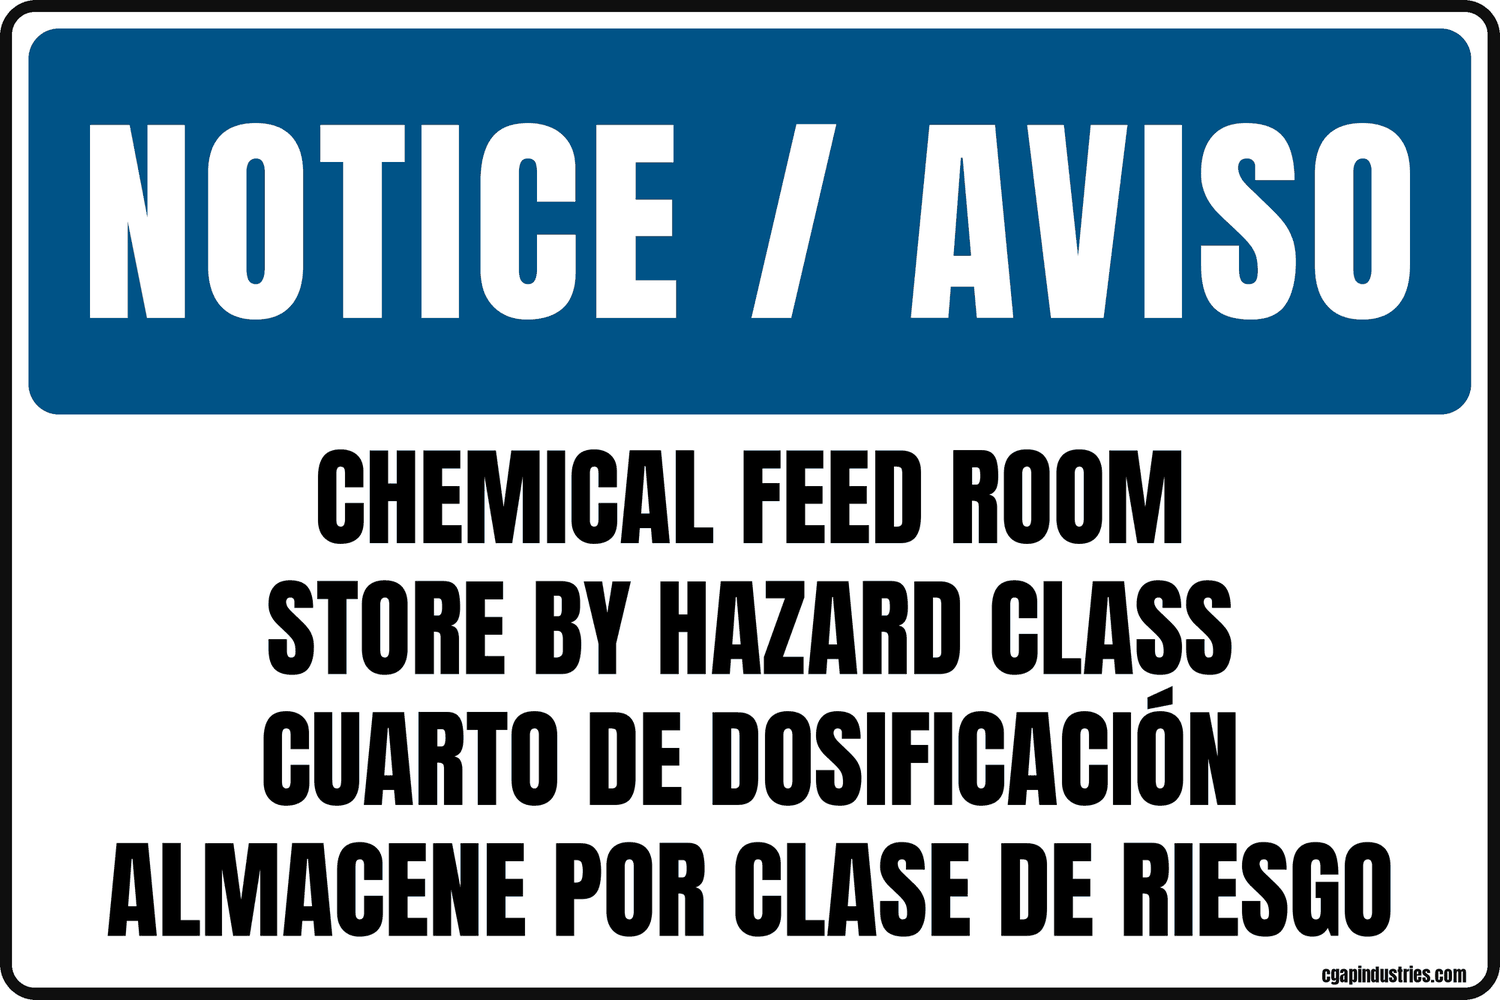 NOTICE / AVISO
CHEMICAL FEED ROOM
STORE BY HAZARD CLASS
CUARTO DE DOSIFICACIÓN
ALMACENE POR CLASE DE RIESGO
cgapindustries.com